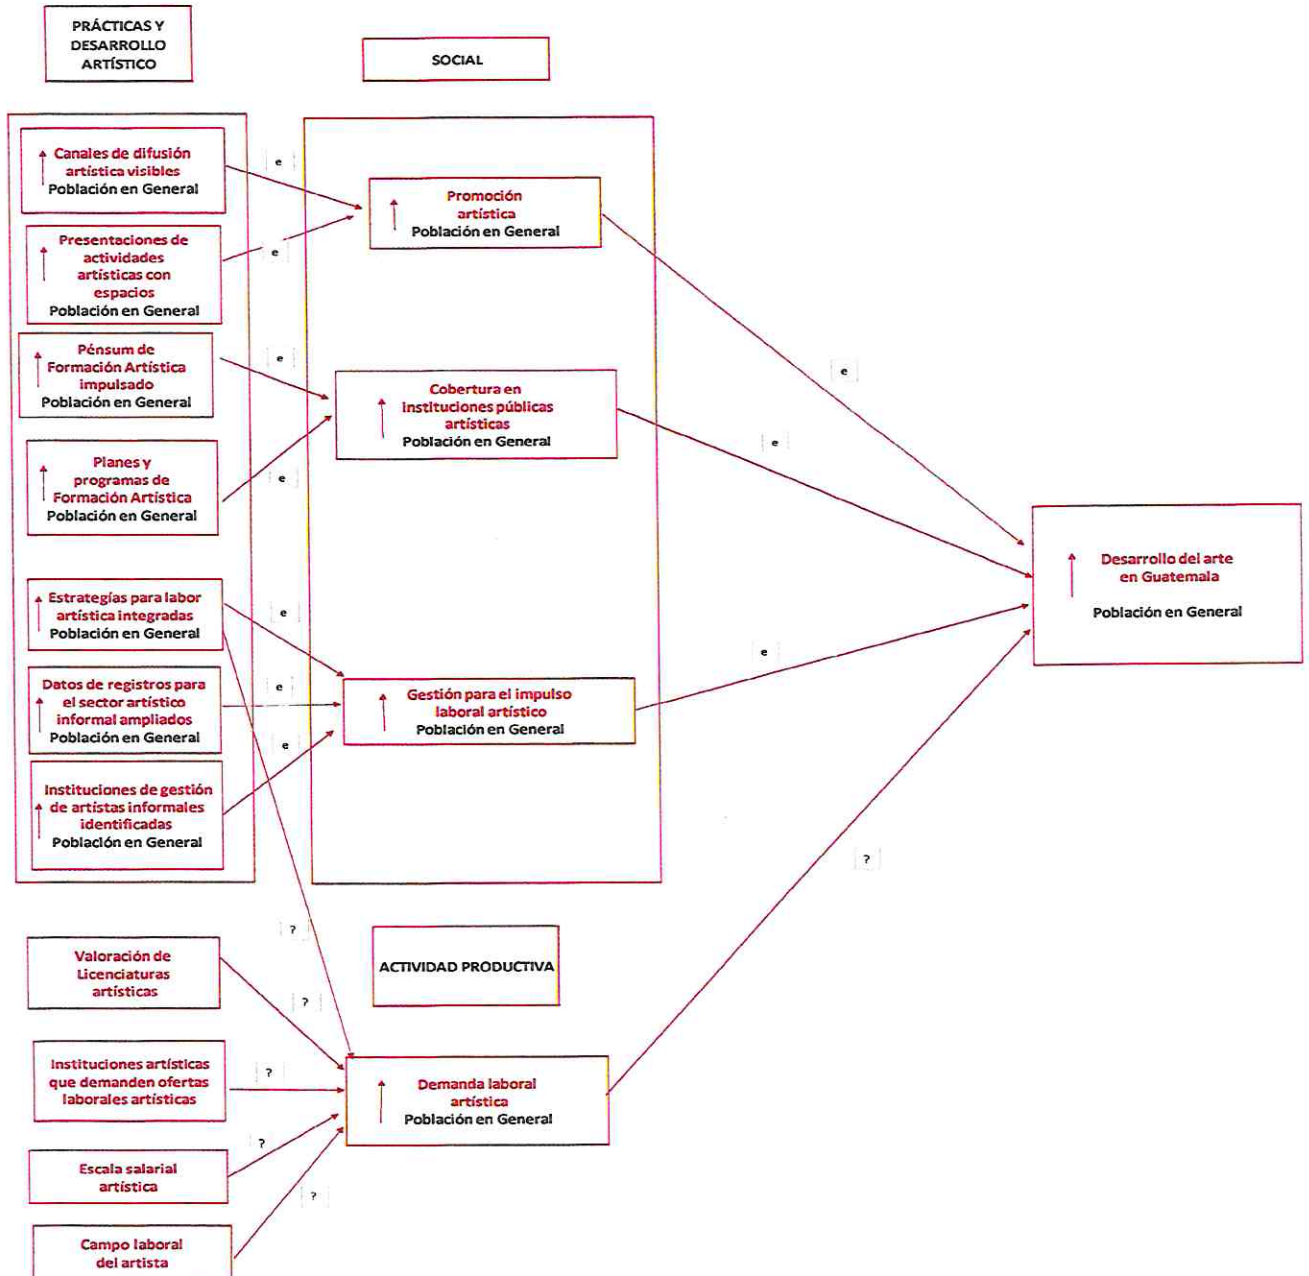 PRÁCTICAS Y
DESARROLLO
ARTÍSTICO
SOCIAL
Canales de difusión
artística visibles
Población en General
e
Presentaciones de
actividades
artísticas con
espacios
Población en General
e
Promoción
artística
Población en General
Pénsum de
Formación Artística
impulsado
Población en General
e
Planes y
programas de
Formación Artística
Población en General
e
Cobertura en
instituciones públicas
artísticas
Población en General
e
e
Estrategías para labor
artística integradas
Población en General
e
Datos de registros para
el sector artístico
informal ampliados
Población en General
e
Instituciones de gestión
de artístas informales
identificadas
Población en General
e
Gestión para el impulso
laboral artístico
Población en General
e
Desarrollo del arte
en Guatemala
Población en General
?
?
ACTIVIDAD PRODUCTIVA
Valoración de
Licenciaturas
artísticas
?
Instituciones artísticas
que demanden ofertas
laborales artísticas
?
Demanda laboral
artística
Población en General
Escala salarial
artística
?
Campo laboral
del artista
?